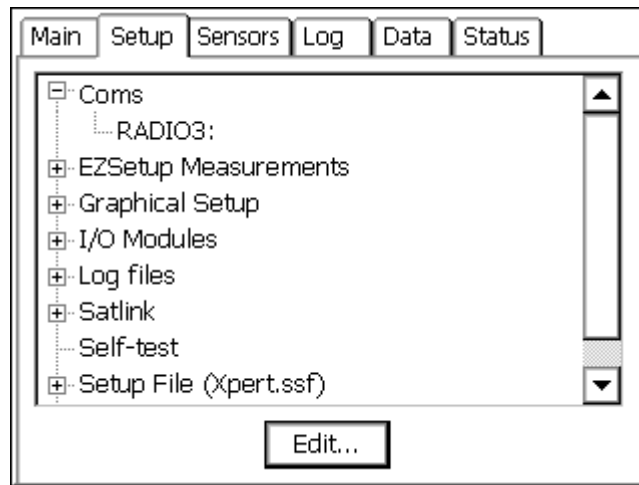 Main Setup Sensors Log Data Status
Coms
RADIO3:
EZSetup Measurements
Graphical Setup
I/O Modules
Log files
Satlink
Self-test
Setup File (Xpert.ssf)
Edit...